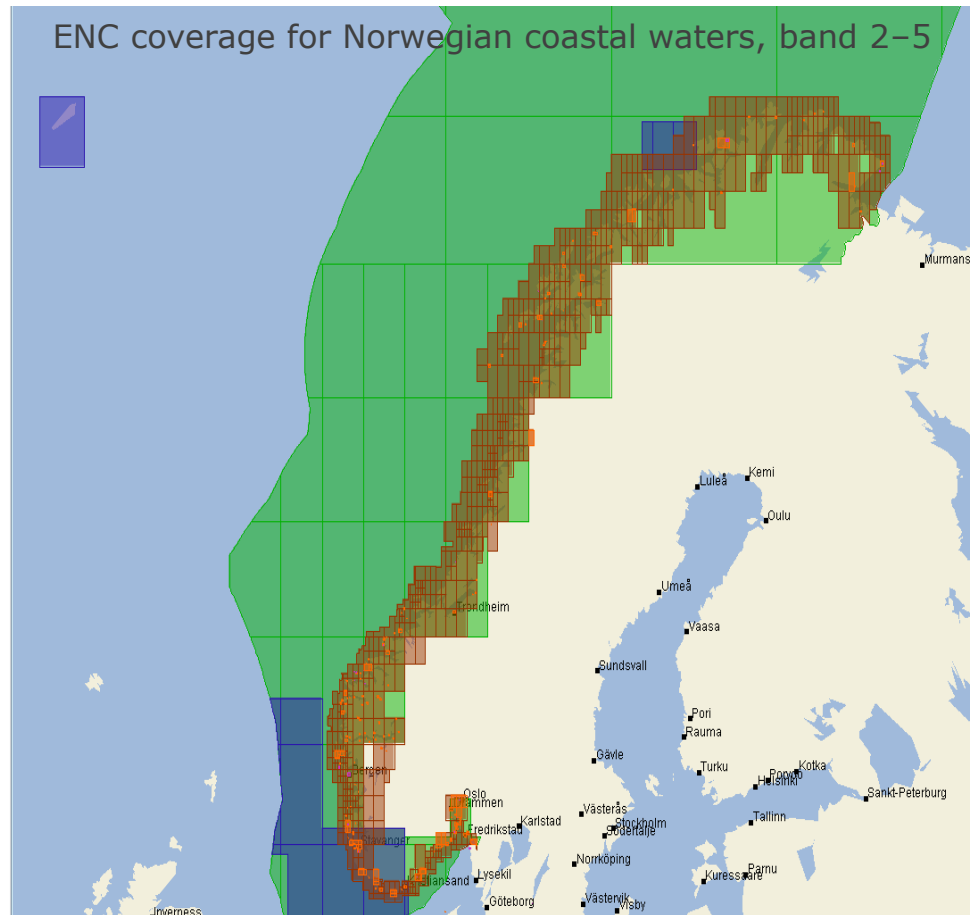 ENC coverage for Norwegian coastal waters, band 2–5
Murmans
Kemi
Luleå
Oulu
Umeå
Trondheim
Vaasa
Sundsvall
Pori
Rauma
Gävle
Turku
Kotka
Porvoo
Helsinki
Sankt-Peterburg
Bergen
Oslo
Drammen
Fredrikstad
Karlstad
Västerås
Stockholm
Södertälje
Tallinn
Stavanger
Norrköping
Lysekil
Kuressaare
Parnu
Kristiansand
Göteborg
Västervik
Visby
Inverness